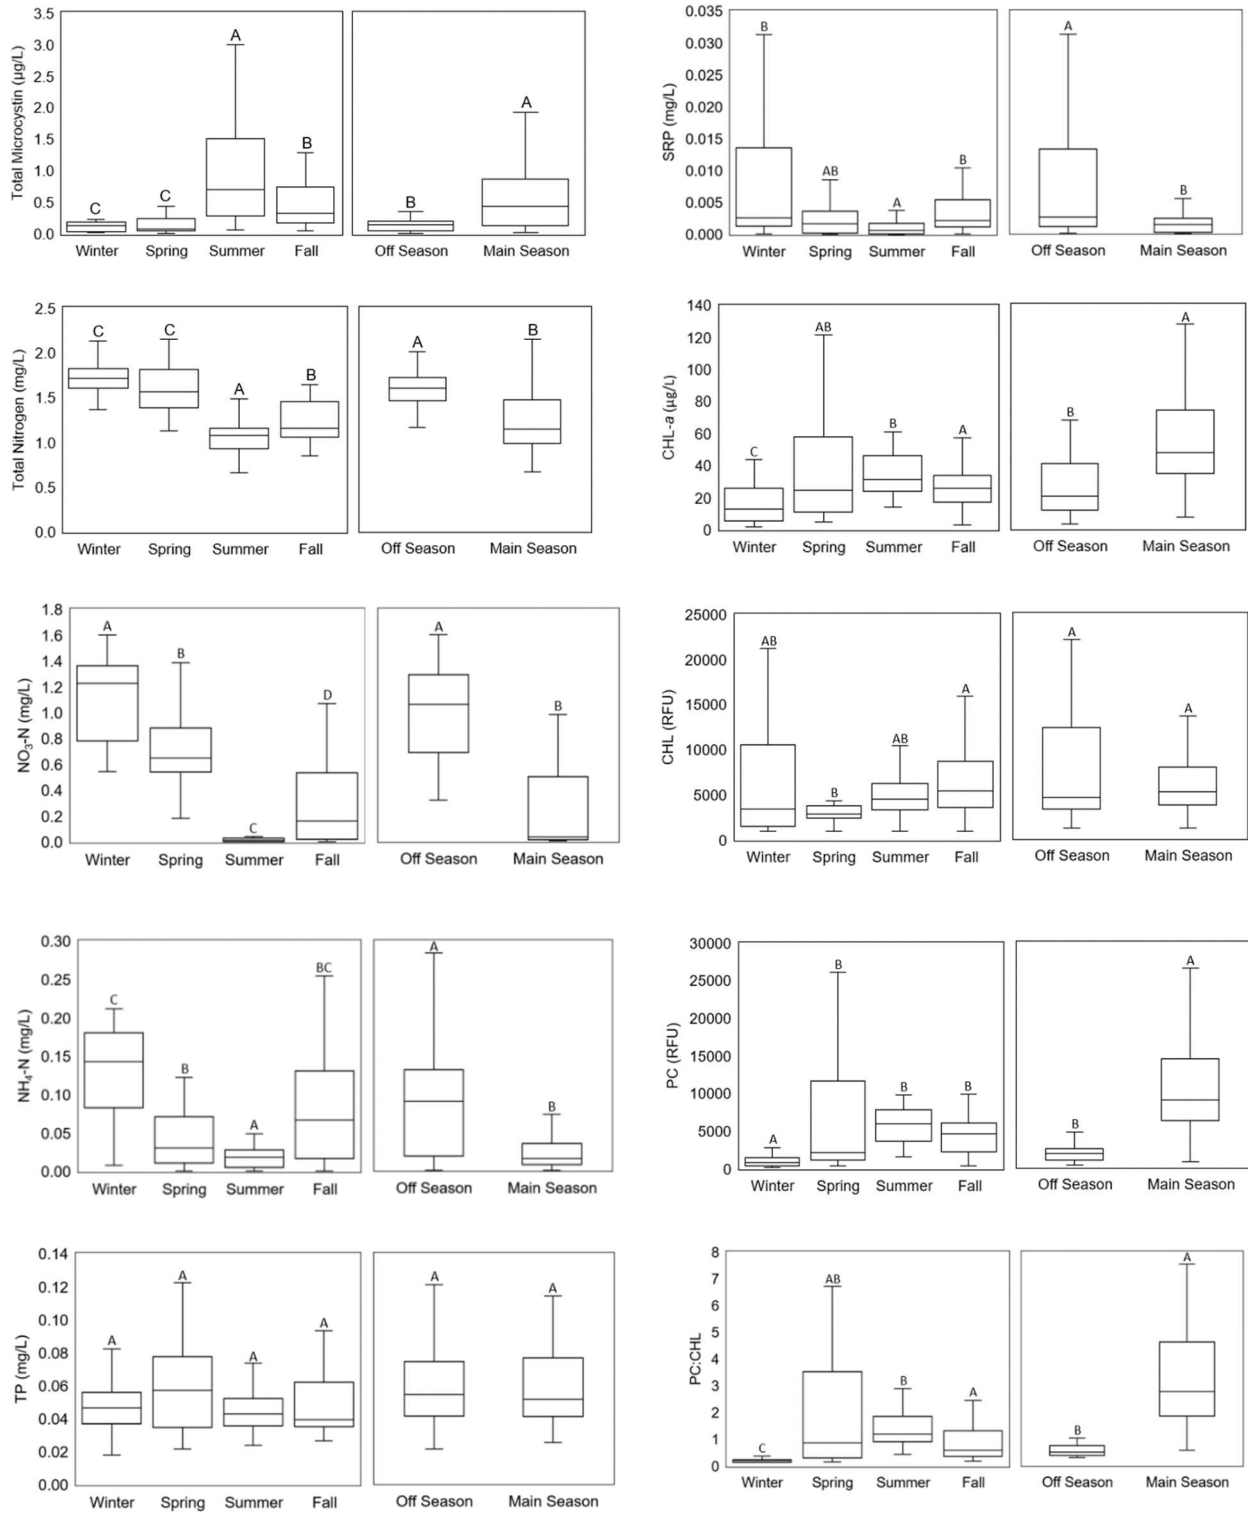 Total Microcystin (µg/L)
3.5
3.0
2.5
2.0
1.5
1.0
0.5
0.0
C
C
A
B
B
A
Winter Spring Summer Fall Off Season Main Season
SRP (mg/L)
0.035
0.030
0.025
0.020
0.015
0.010
0.005
0.000
B
AB
A
B
A
B
Winter Spring Summer Fall Off Season Main Season
Total Nitrogen (mg/L)
2.5
2.0
1.5
1.0
0.5
0.0
C
C
A
B
A
B
Winter Spring Summer Fall Off Season Main Season
CHL-a (µg/L)
140
120
100
80
60
40
20
0
C
AB
B
A
B
A
Winter Spring Summer Fall Off Season Main Season
NO3-N (mg/L)
1.8
1.6
1.4
1.2
1.0
0.8
0.6
0.4
0.2
0.0
A
B
C
D
A
B
Winter Spring Summer Fall Off Season Main Season
CHL (RFU)
25000
20000
15000
10000
5000
0
AB
B
AB
A
A
A
Winter Spring Summer Fall Off Season Main Season
NH4-N (mg/L)
0.30
0.25
0.20
0.15
0.10
0.05
0.00
C
B
A
BC
A
B
Winter Spring Summer Fall Off Season Main Season
PC (RFU)
30000
25000
20000
15000
10000
5000
0
A
B
B
B
B
A
Winter Spring Summer Fall Off Season Main Season
TP (mg/L)
0.14
0.12
0.10
0.08
0.06
0.04
0.02
0.00
A
A
A
A
A
A
Winter Spring Summer Fall Off Season Main Season
PC:CHL
8
7
6
5
4
3
2
1
0
C
AB
B
A
B
A
Winter Spring Summer Fall Off Season Main Season